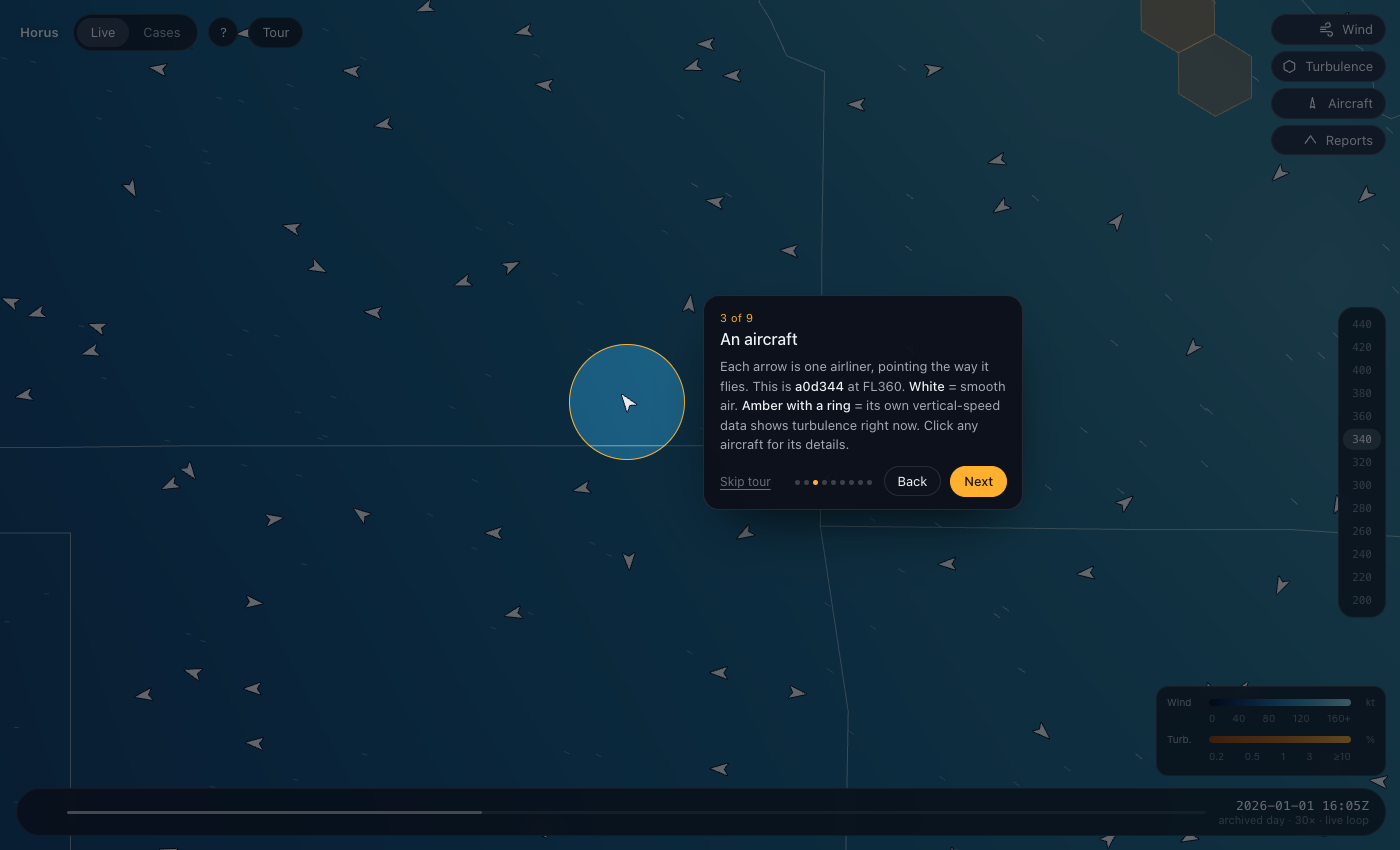 Horus
Live
Cases
?
Tour
Wind
Turbulence
Aircraft
Reports
3 of 9
An aircraft
Each arrow is one airliner, pointing the way it
flies. This is a0d344 at FL360. White = smooth
air. Amber with a ring = its own vertical-speed
data shows turbulence right now. Click any
aircraft for its details.
Skip tour
Back
Next
440
420
400
380
360
340
320
300
280
260
240
220
200
Wind
kt
0 40 80 120 160+
Turb.
%
0.2 0.5 1 3 ≥10
2026-01-01 16:05Z
archived day · 30× · live loop